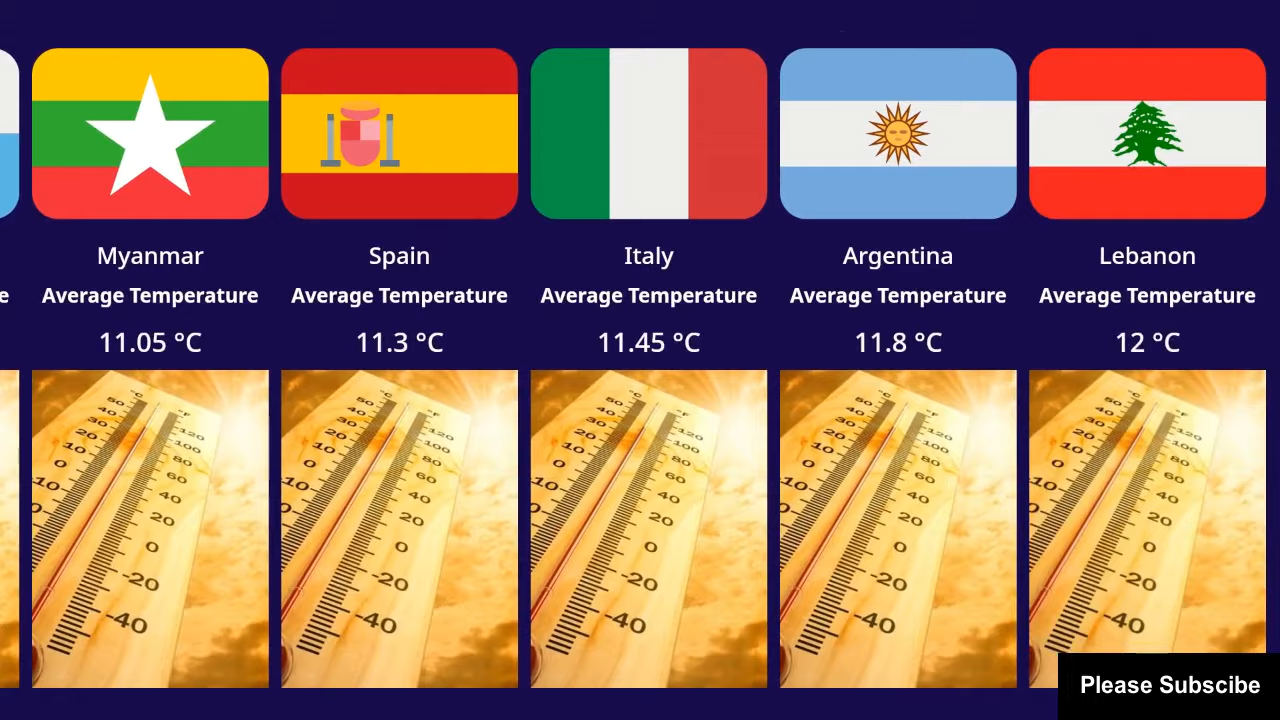 Myanmar Spain Italy Argentina Lebanon
e Average Temperature Average Temperature Average Temperature Average Temperature Average Temperature
11.05 °C 11.3 °C 11.45 °C 11.8 °C 12 °C
Please Subscibe